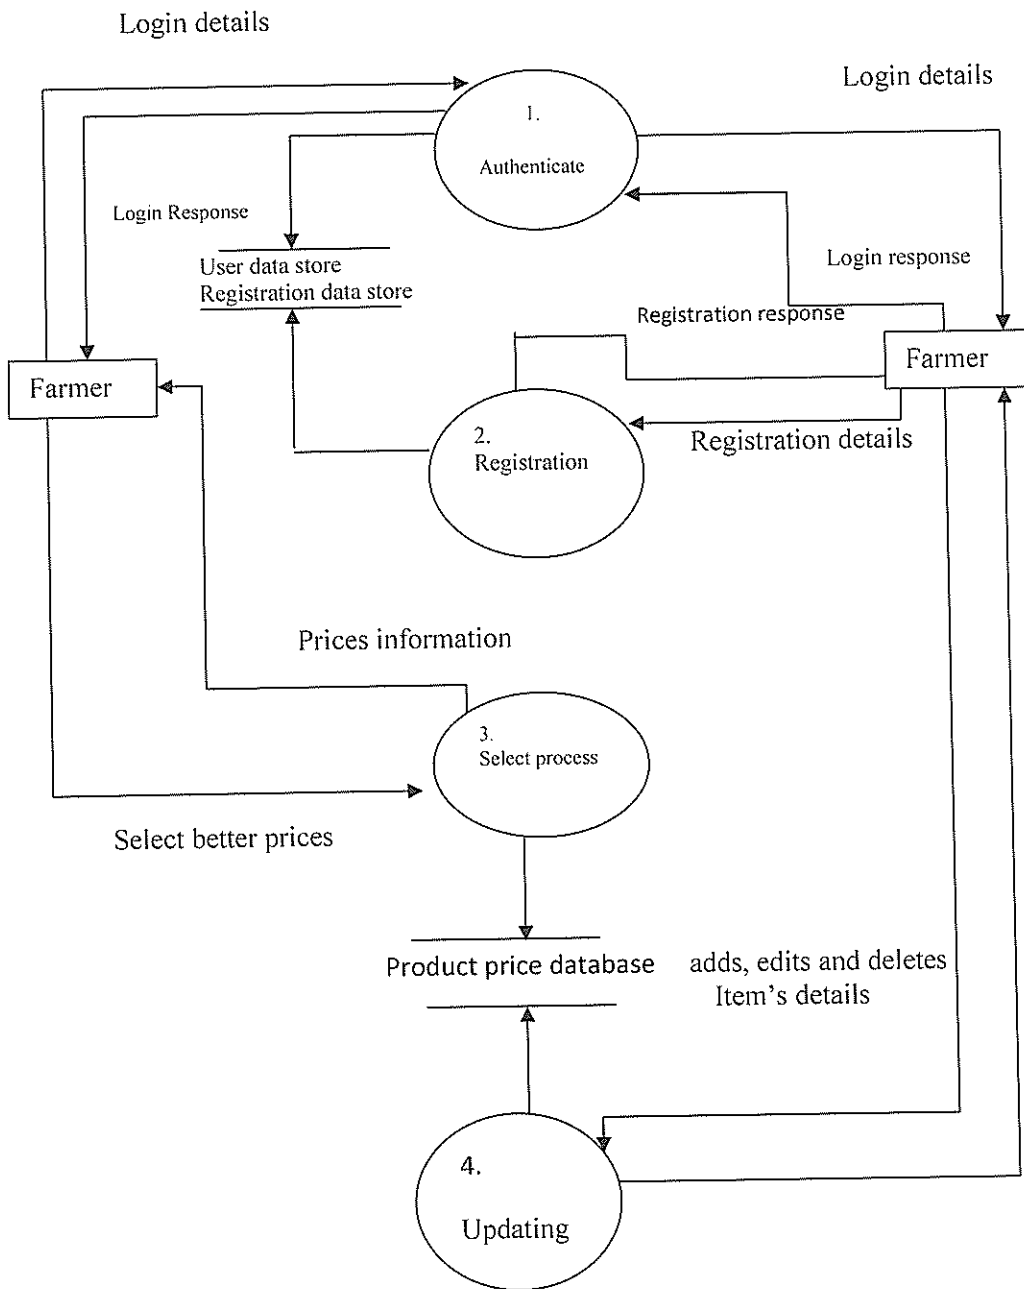 Login details
Login details
1.
Authenticate
Login Response
Login response
User data store
Registration data store
Registration response
Farmer
Farmer
2.
Registration
Registration details
Prices information
3.
Select process
Select better prices
Product price database
adds, edits and deletes
Item’s details
4.
Updating